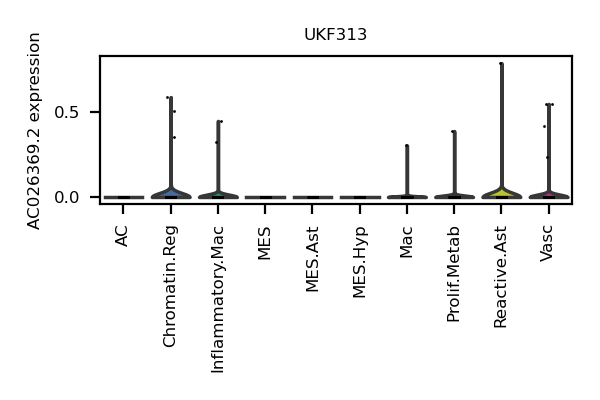 UKF313
AC026369.2 expression
0.5
0.0
AC
Chromatin.Reg
Inflammatory.Mac
MES
MES.Ast
MES.Hyp
Mac
Prolif.Metab
Reactive.Ast
Vasc